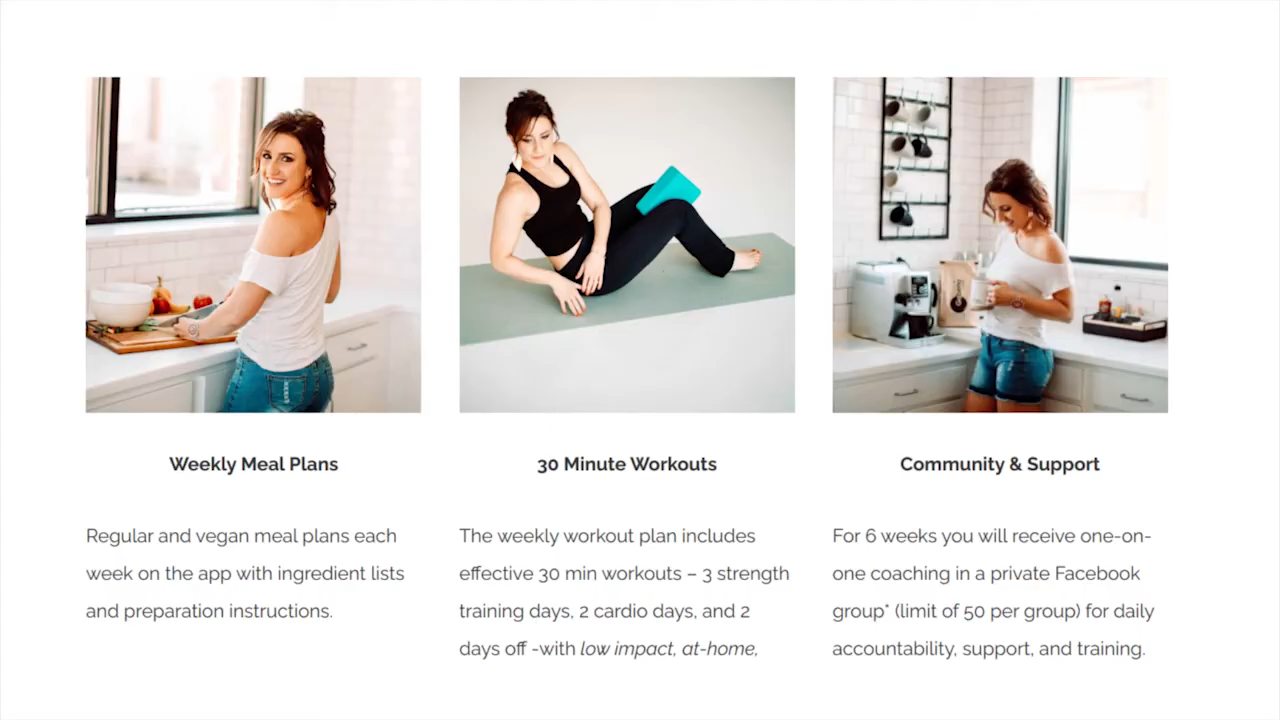 Weekly Meal Plans
Regular and vegan meal plans each
week on the app with ingredient lists
and preparation instructions.
30 Minute Workouts
The weekly workout plan includes
effective 30 min workouts – 3 strength
training days, 2 cardio days, and 2
days off -with low impact, at-home,
Community & Support
For 6 weeks you will receive one-on-
one coaching in a private Facebook
group* (limit of 50 per group) for daily
accountability, support, and training.